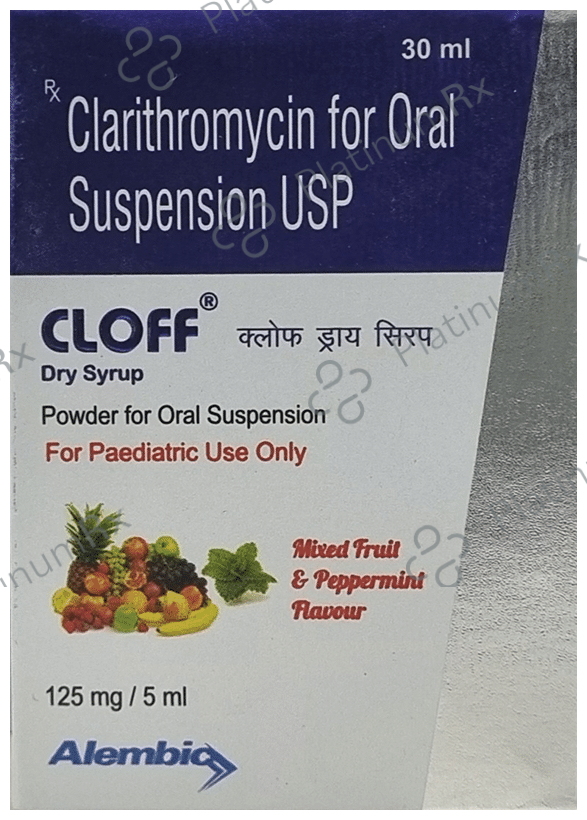 30 ml
Rx
Clarithromycin for Oral
Suspension USP
CLOFF®
क्लोफ ड्राय सिरप
Dry Syrup
Powder for Oral Suspension
For Paediatric Use Only
Mixed Fruit
& Peppermint
Flavour
125 mg / 5 ml
Alembic
PlatinumRx